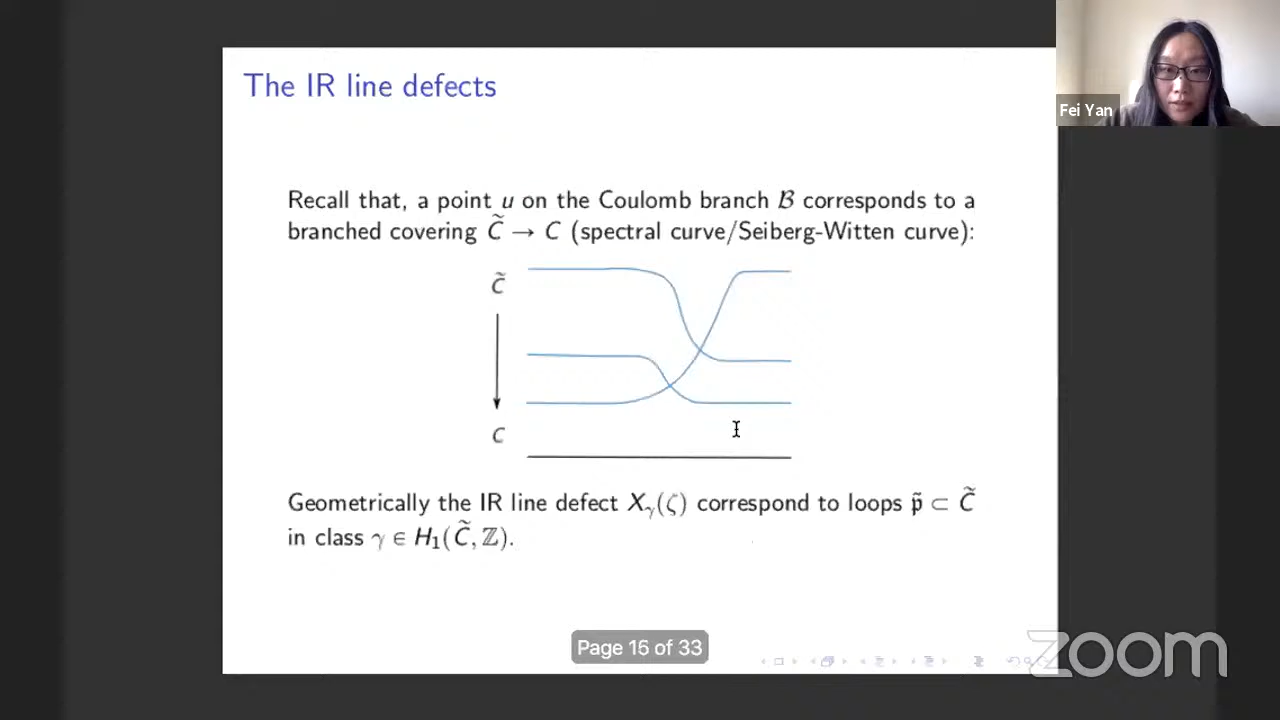 The IR line defects
Fei Yan
Recall that, a point u on the Coulomb branch ℬ corresponds to a
branched covering C̃ → C (spectral curve/Seiberg-Witten curve):
C̃
C
Geometrically the IR line defect X_γ(ζ) correspond to loops 𝔭̃ ⊂ C̃
in class γ ∈ H₁(C̃, ℤ).
Page 16 of 33
zoom